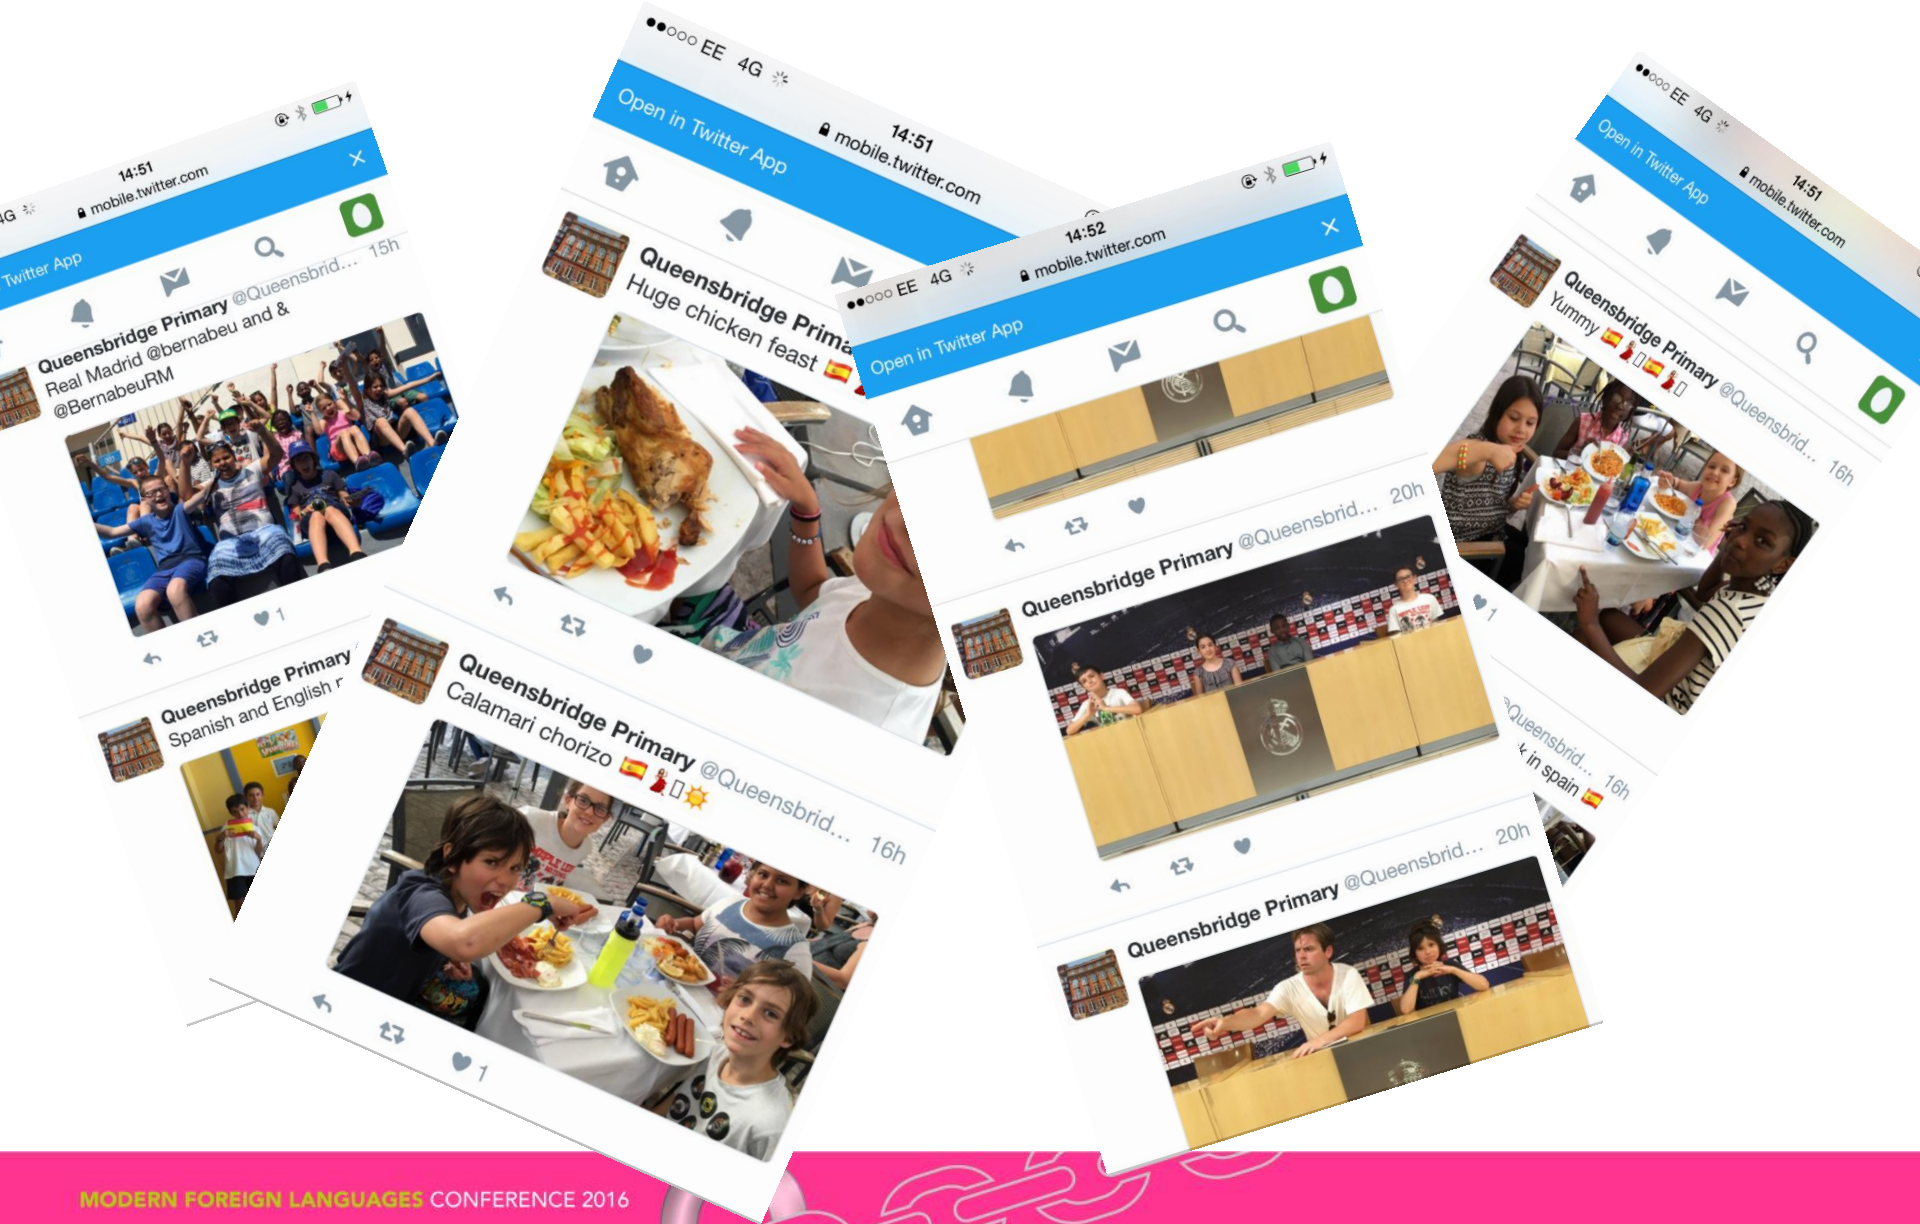 14:51
4G
mobile.twitter.com
Twitter App
Queensbridge Primary @Queensbrid... 15h
Real Madrid @bernabeu and &
@BernabeuRM
1
Queensbridge Primary
Spanish and English
EE 4G
14:51
mobile.twitter.com
Open in Twitter App
Queensbridge
Huge chicken feast
Queensbridge Primary @Queensbrid... 16h
Calamari chorizo
1
EE 4G
14:52
mobile.twitter.com
Open in Twitter App
Queensbridge Primary @Queensbrid... 20h
Queensbridge Primary @Queensbrid... 20h
EE 4G
14:51
mobile.twitter.com
Open in Twitter App
Queensbridge Primary @Queensbrid... 16h
Yummy
1
Queensbrid... 16h
in spain
MODERN FOREIGN LANGUAGES CONFERENCE 2016